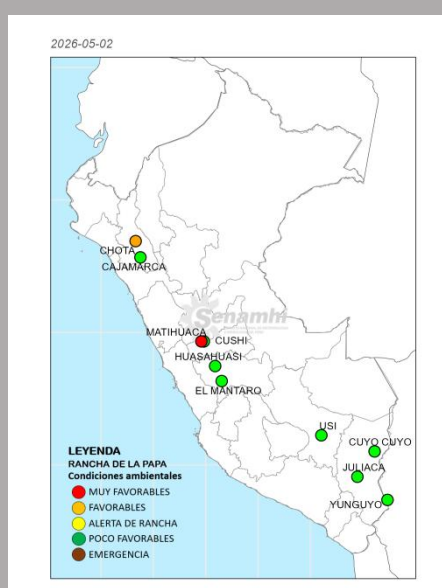 2026-05-02
CHOTA
CAJAMARCA
Senamhi
MATIHUACA
CUSHI
HUASAHUASI
EL MANTARO
USI
CUYO CUYO
JULIACA
YUNGUYO
LEYENDA
RANCHA DE LA PAPA
Condiciones ambientales
MUY FAVORABLES
FAVORABLES
ALERTA DE RANCHA
POCO FAVORABLES
EMERGENCIA